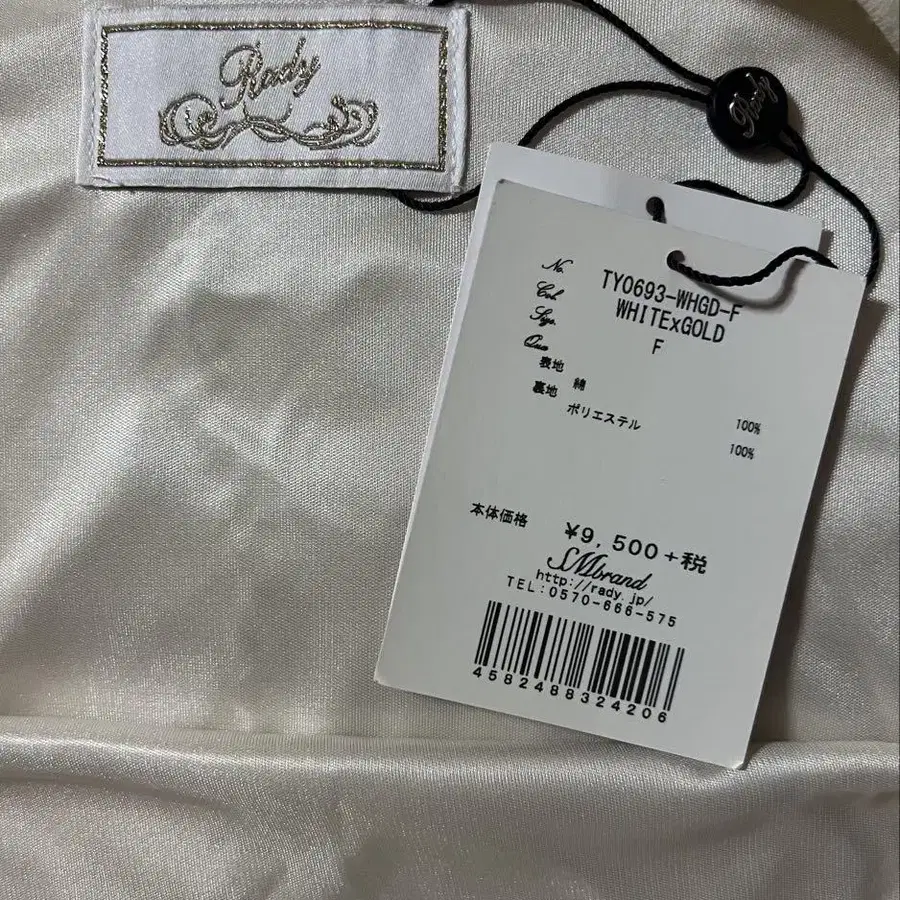 Rady
Rady
No. TY0693-WHGD-F
Col. WHITExGOLD
Size. F
Qua
表地 綿 100%
裏地 ポリエステル 100%
本体価格 ¥9,500+税
SMbrand
http://rady.jp/
TEL:0570-666-575
4582488324206